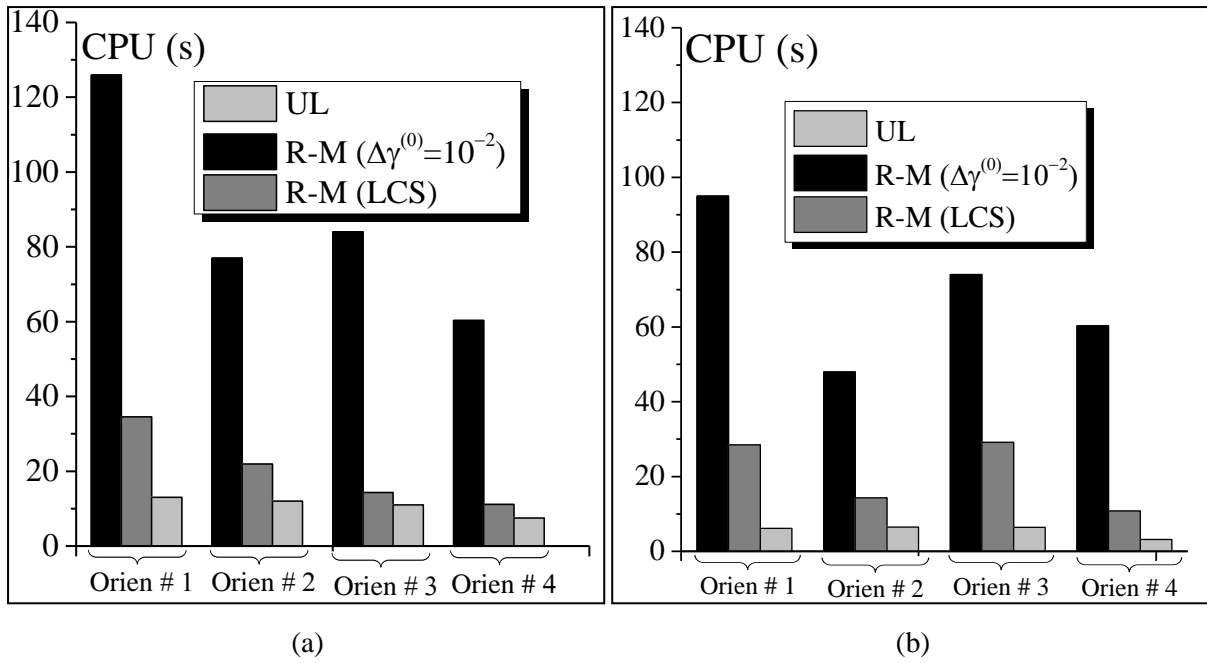 CPU (s)
140
120
100
80
60
40
20
0
UL
R-M (Δγ⁽⁰⁾=10⁻²)
R-M (LCS)
Orien # 1
Orien # 2
Orien # 3
Orien # 4
(a)
CPU (s)
140
120
100
80
60
40
20
0
UL
R-M (Δγ⁽⁰⁾=10⁻²)
R-M (LCS)
Orien # 1
Orien # 2
Orien # 3
Orien # 4
(b)